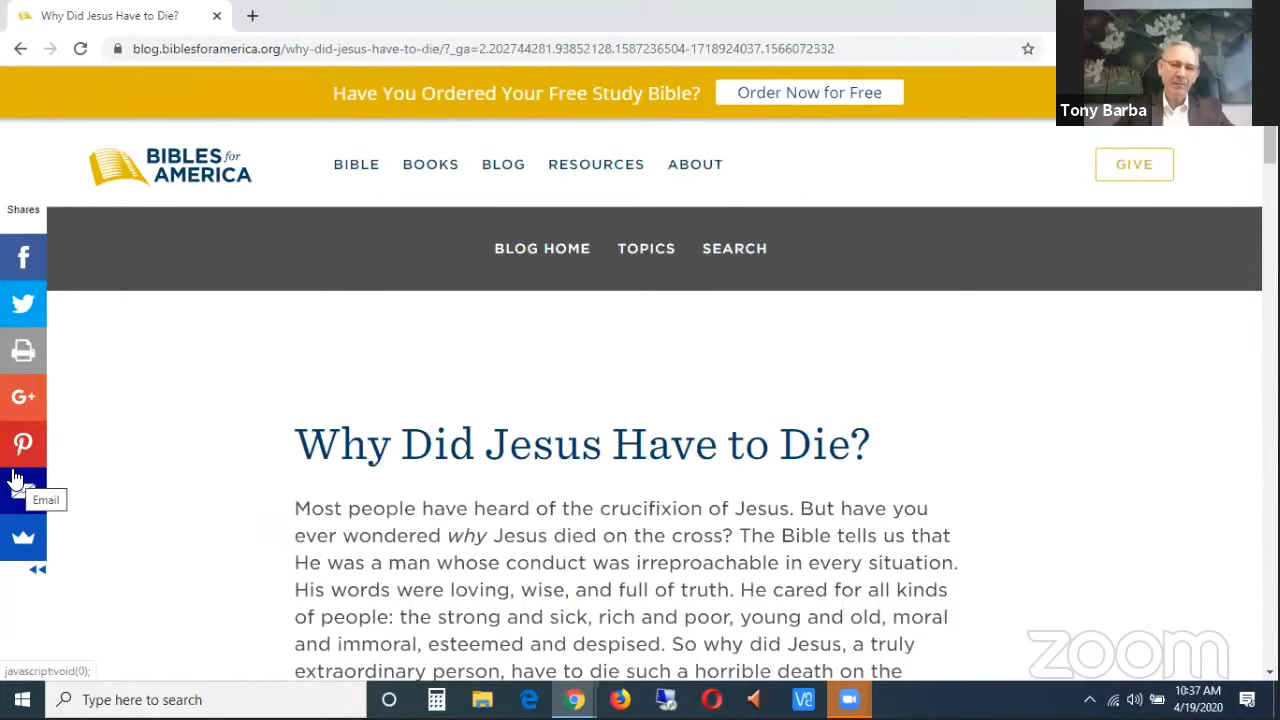 Why Did Jesus Have to Die?
blog.biblesforamerica.org/why-did-jesus-have-to-die/?_ga=2.202744281.93852128.1587236504-1718924037.1566072332
Have You Ordered Your Free Study Bible?
Order Now for Free
Tony Barba
BIBLES for
AMERICA
BIBLE
BOOKS
BLOG
RESOURCES
ABOUT
GIVE
Shares
BLOG HOME
TOPICS
SEARCH
f
G+
Email
Why Did Jesus Have to Die?
Most people have heard of the crucifixion of Jesus. But have you
ever wondered why Jesus died on the cross? The Bible tells us that
He was a man whose conduct was irreproachable in every situation.
His words were loving, wise, and full of truth. He cared for all kinds
of people: the strong and sick, rich and poor, young and old, moral
and immoral, esteemed and despised. So why did Jesus, a truly
extraordinary person, have to die such a horrible death on the
zoom
javascript:void(0);
Type here to search
10:37 AM
4/19/2020